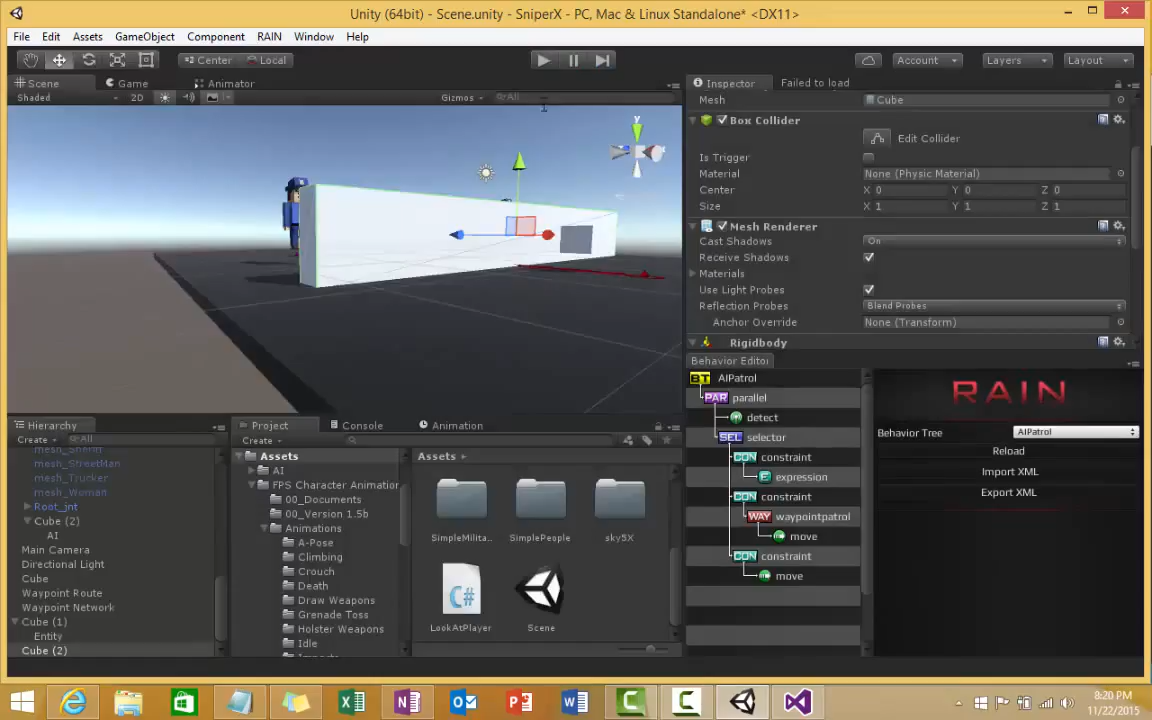 Unity (64bit) - Scene.unity - SniperX - PC, Mac & Linux Standalone* <DX11>
File Edit Assets GameObject Component RAIN Window Help
Center Local Account Layers Layout
Scene Game Animator
Shaded 2D Gizmos All
y
Inspector Failed to load
Mesh Cube
Box Collider
Edit Collider
Is Trigger
Material None (Physic Material)
Center X 0 Y 0 Z 0
Size X 1 Y 1 Z 1
Mesh Renderer
Cast Shadows On
Receive Shadows
Materials
Use Light Probes
Reflection Probes Blend Probes
Anchor Override None (Transform)
Rigidbody
Behavior Editor
BT AIPatrol
PAR parallel
detect
SEL selector
CON constraint
E expression
CON constraint
WAY waypointpatrol
move
CON constraint
move
RAIN
Behavior Tree AIPatrol
Reload
Import XML
Export XML
Hierarchy
Create All
mesh_Sheriff
mesh_StreetMan
mesh_Trucker
mesh_Woman
Root_jnt
Cube (2)
AI
Main Camera
Directional Light
Cube
Waypoint Route
Waypoint Network
Cube (1)
Entity
Cube (2)
Project Console Animation
Create
Assets
AI
FPS Character Animation
00_Documents
00_Version 1.5b
Animations
A-Pose
Climbing
Crouch
Death
Draw Weapons
Grenade Toss
Holster Weapons
Idle
Assets
SimpleMilita... SimplePeople sky5X
C#
LookAtPlayer Scene
8:20 PM
11/22/2015